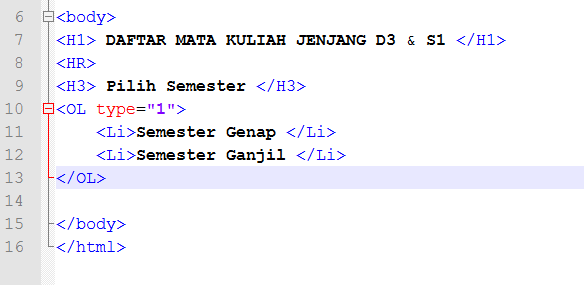 6 <body>
7 <H1> DAFTAR MATA KULIAH JENJANG D3 & S1 </H1>
8 <HR>
9 <H3> Pilih Semester </H3>
10 <OL type="1">
11 <Li>Semester Genap </Li>
12 <Li>Semester Ganjil </Li>
13 </OL>
14
15 </body>
16 </html>